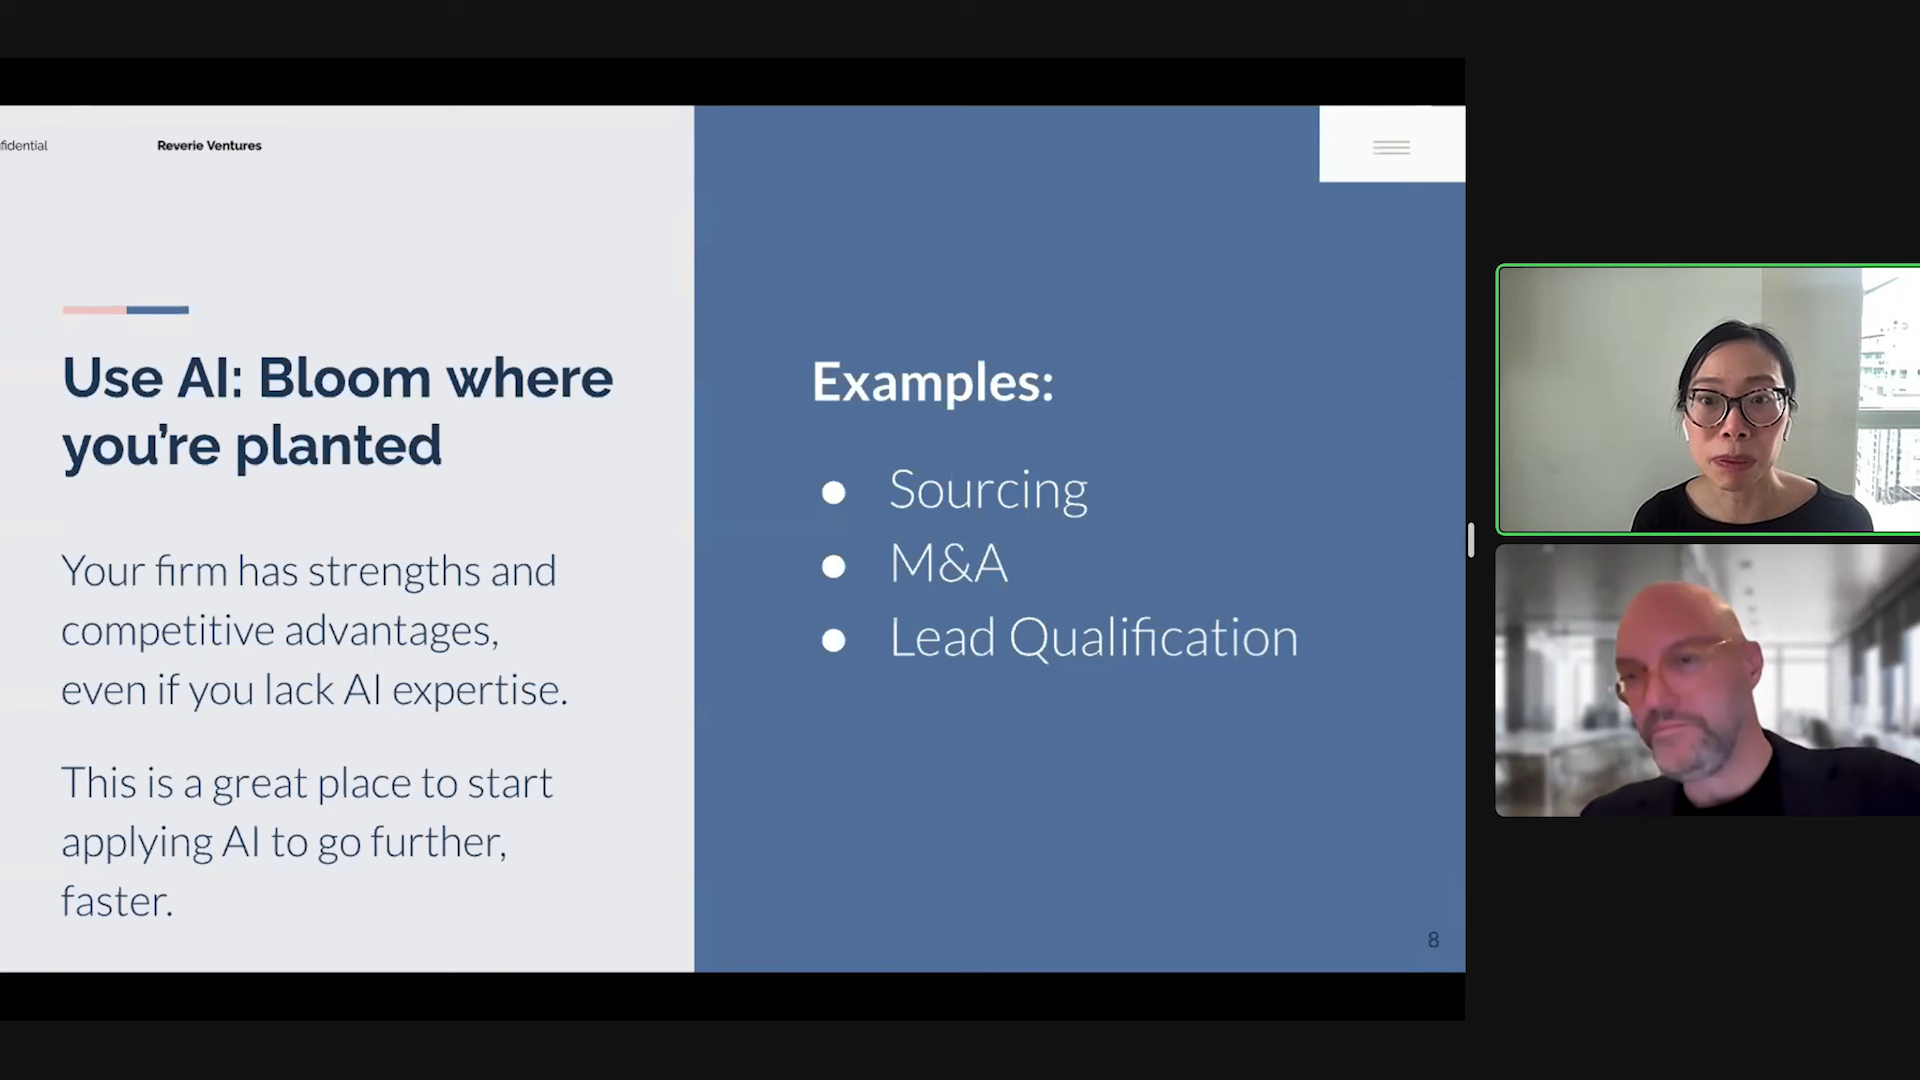 fidential
Reverie Ventures
Use AI: Bloom where
you're planted
Your firm has strengths and
competitive advantages,
even if you lack AI expertise.
This is a great place to start
applying AI to go further,
faster.
Examples:
● Sourcing
● M&A
● Lead Qualification
8